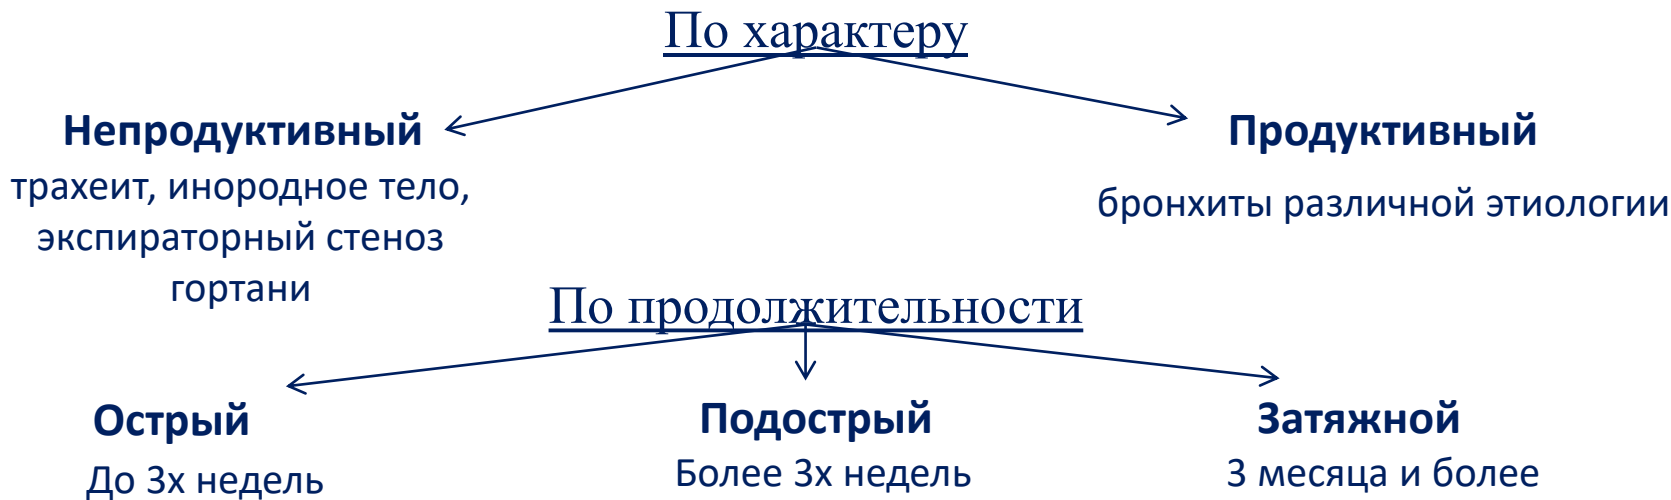 По характеру
Непродуктивный
трахеит, инородное тело,
экспираторный стеноз
гортани
Продуктивный
бронхиты различной этиологии
По продолжительности
Острый
До 3х недель
Подострый
Более 3х недель
Затяжной
3 месяца и более